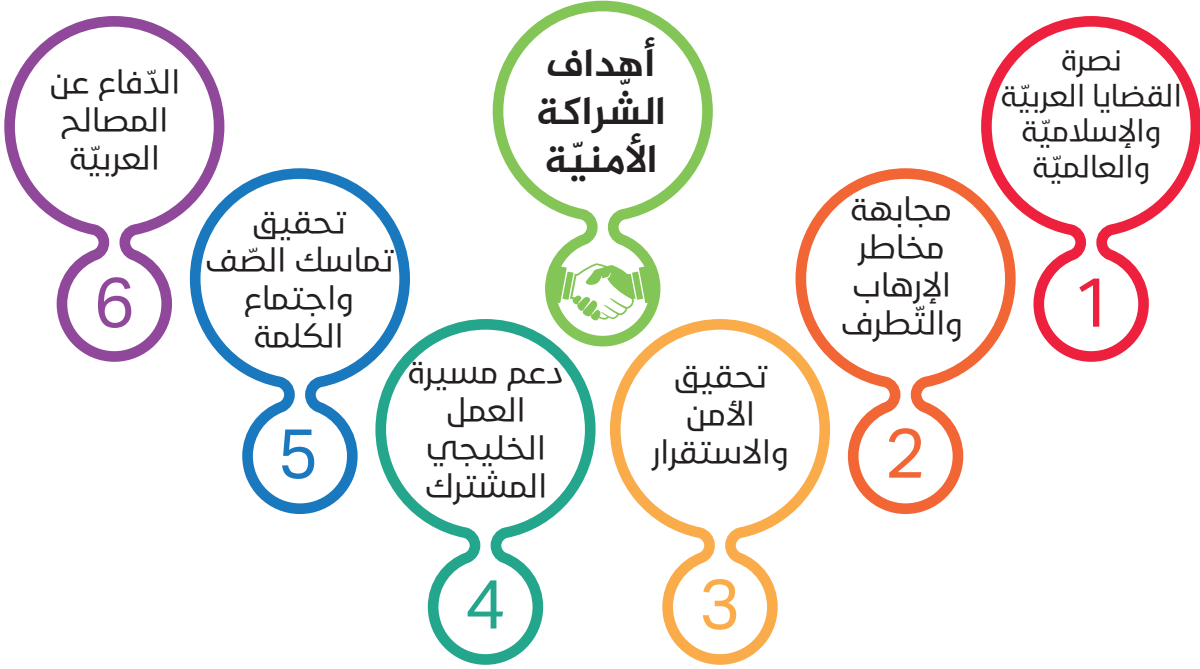 أهداف
الشّراكة
الأمنيّة
نصرة
القضايا العربيّة
والإسلاميّة
والعالميّة
1
مجابهة
مخاطر
الإرهاب
والتّطرف
2
تحقيق
الأمن
والاستقرار
3
دعم مسيرة
العمل
الخليجي
المشترك
4
تحقيق
تماسك الصّف
واجتماع
الكلمة
5
الدّفاع عن
المصالح
العربيّة
6